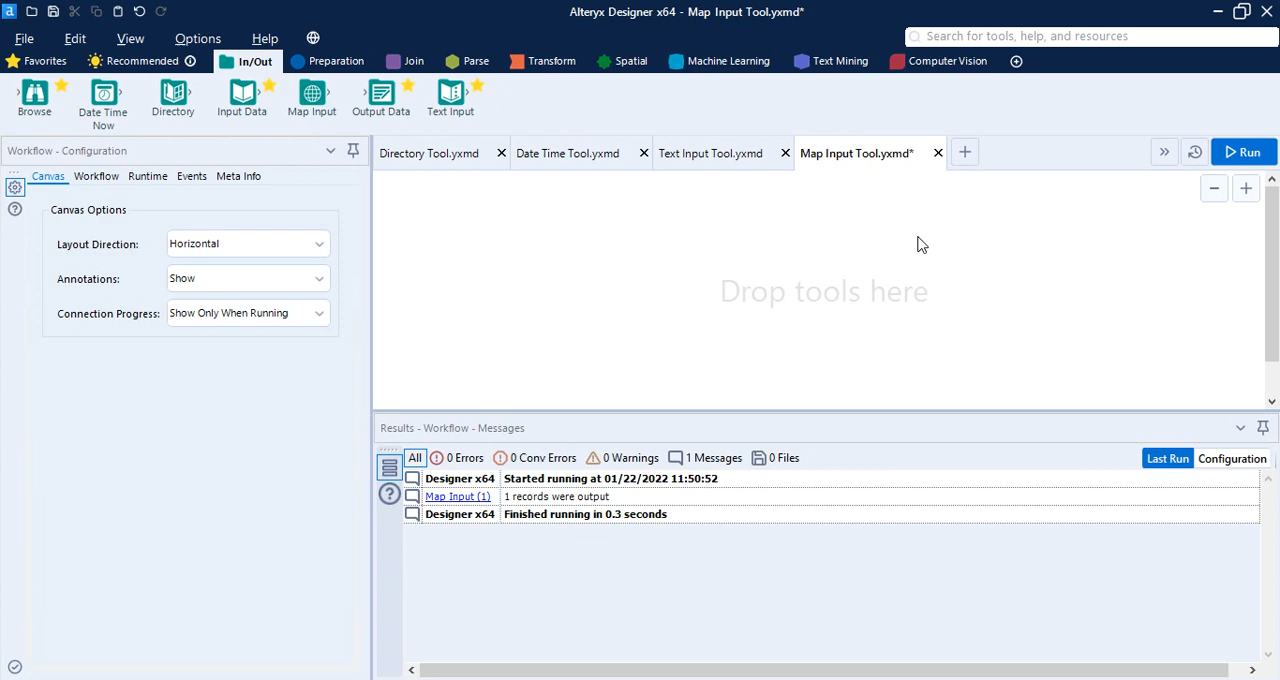 a
Alteryx Designer x64 - Map Input Tool.yxmd*
File Edit View Options Help
Search for tools, help, and resources
Favorites Recommended In/Out Preparation Join Parse Transform Spatial Machine Learning Text Mining Computer Vision
Browse Date Time Now Directory Input Data Map Input Output Data Text Input
Workflow - Configuration
Directory Tool.yxmd Date Time Tool.yxmd Text Input Tool.yxmd Map Input Tool.yxmd* Run
Canvas Workflow Runtime Events Meta Info
Canvas Options
Layout Direction: Horizontal
Annotations: Show
Connection Progress: Show Only When Running
Drop tools here
Results - Workflow - Messages
All 0 Errors 0 Conv Errors 0 Warnings 1 Messages 0 Files Last Run Configuration
Designer x64 Started running at 01/22/2022 11:50:52
Map Input (1) 1 records were output
Designer x64 Finished running in 0.3 seconds